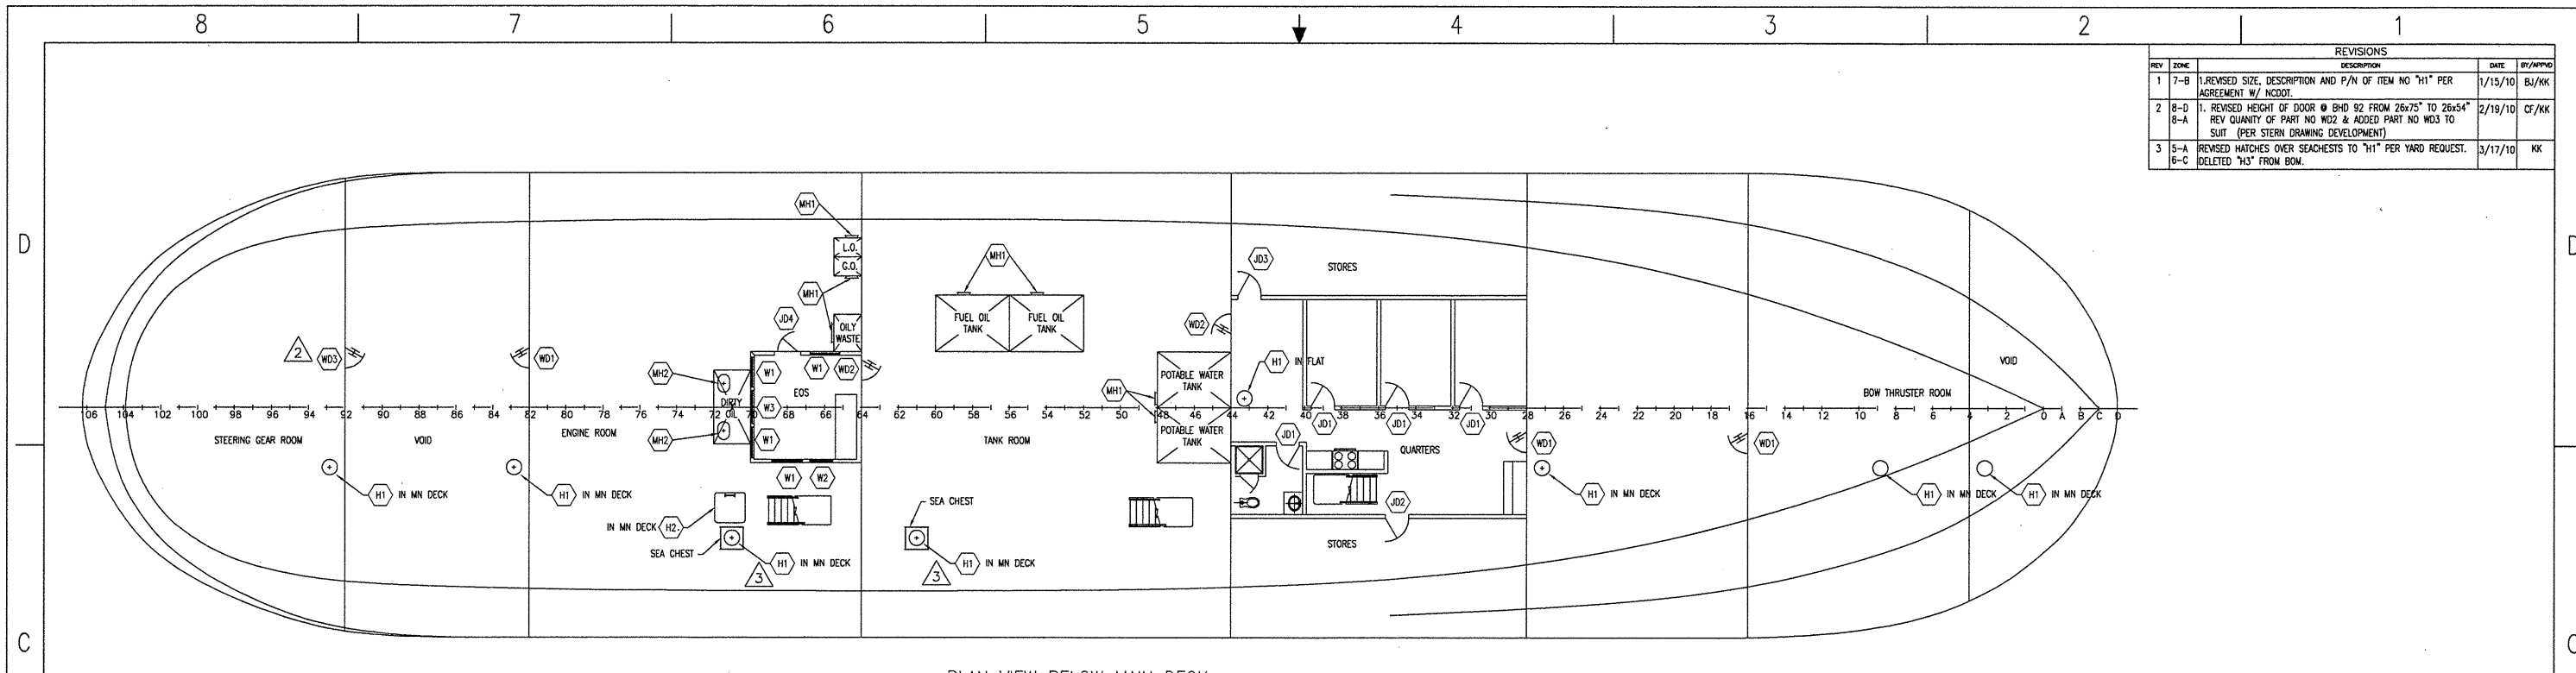 8 7 6 5 4 3 2 1
REVISIONS
REV ZONE DESCRIPTION DATE BY/APPVD
1 7-B 1.REVISED SIZE, DESCRIPTION AND P/N OF ITEM NO "H1" PER 1/15/10 BJ/KK
AGREEMENT W/ NCDOT.
2 8-D 1. REVISED HEIGHT OF DOOR @ BHD 92 FROM 26x75" TO 26x54" 2/19/10 CF/KK
8-A REV QUANITY OF PART NO WD2 & ADDED PART NO WD3 TO
SUIT (PER STERN DRAWING DEVELOPMENT)
3 5-A REVISED HATCHES OVER SEACHESTS TO "H1" PER YARD REQUEST. 3/17/10 KK
6-C DELETED "H3" FROM BOM.
MH1
D D
L.O.
G.O.
MH1
JD3
STORES
MH1
FUEL OIL
TANK
FUEL OIL
TANK
JD4
OILY
WASTE
WD2
2
WD3
WD1
MH2
W1
W1
WD2
H1 IN FLAT
VOID
POTABLE WATER
TANK
EOS
MH1
BOW THRUSTER ROOM
DIRTY
OIL
W3
106 104 102 100 98 96 94 92 90 88 86 84 82 80 78 76 74 72 70 68 66 64 62 60 58 56 54 52 50 48 46 44 42 40 38 36 34 32 30 28 26 24 22 20 18 16 14 12 10 8 6 4 2 0 A B C D
JD1
JD1
JD1
STEERING GEAR ROOM
VOID
ENGINE ROOM
MH2
W1
TANK ROOM
POTABLE WATER
TANK
JD1
QUARTERS
WD1
WD1
W1
W2
H1 IN MN DECK
H1 IN MN DECK
SEA CHEST
JD2
H1 IN MN DECK
H1 IN MN DECK
H1 IN MN DECK
IN MN DECK H2
SEA CHEST
STORES
3
H1 IN MN DECK
3
H1 IN MN DECK
C C
PLAN VIEW BELOW MAIN DECK